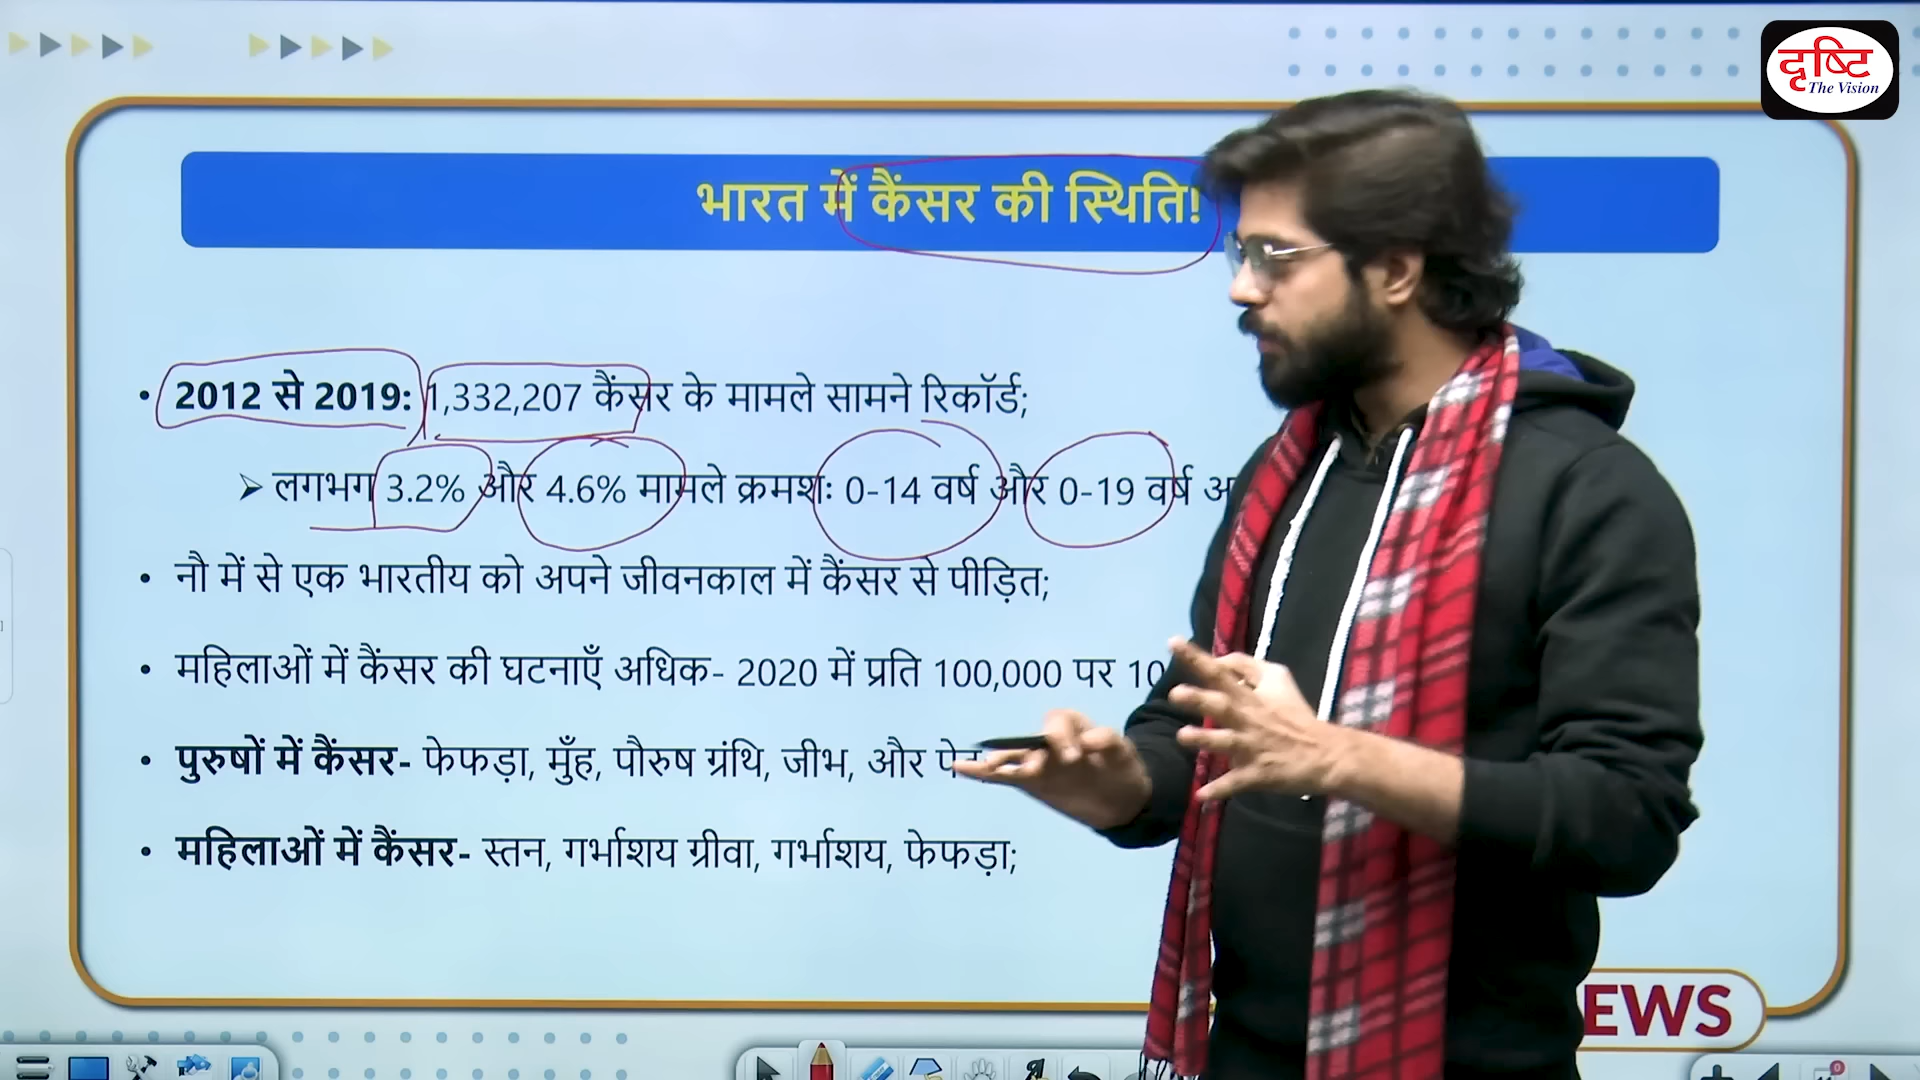 दृष्टि
The Vision
भारत में कैंसर की स्थिति!
• 2012 से 2019: 1,332,207 कैंसर के मामले सामने रिकॉर्ड;
➢ लगभग 3.2% और 4.6% मामले क्रमशः 0-14 वर्ष और 0-19 वर्ष
• नौ में से एक भारतीय को अपने जीवनकाल में कैंसर से पीड़ित;
• महिलाओं में कैंसर की घटनाएँ अधिक- 2020 में प्रति 100,000 पर 10
• पुरुषों में कैंसर- फेफड़ा, मुँह, पौरुष ग्रंथि, जीभ, और
• महिलाओं में कैंसर- स्तन, गर्भाशय ग्रीवा, गर्भाशय, फेफड़ा;
EWS